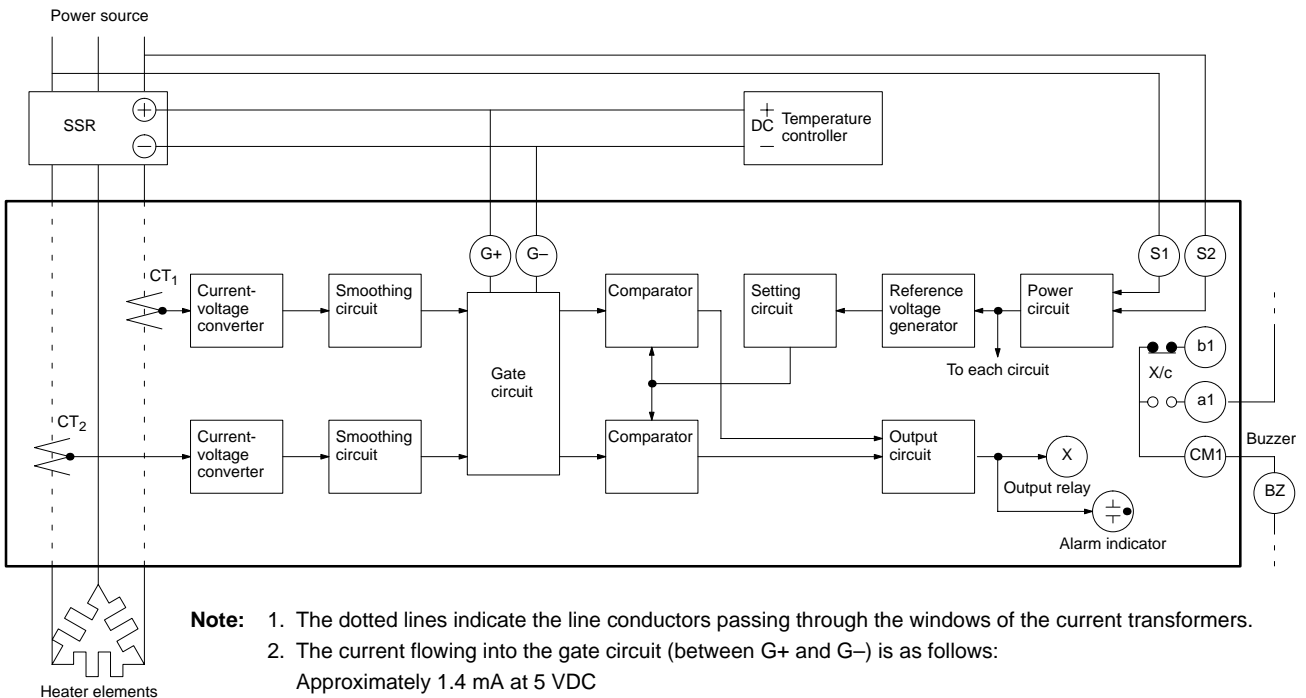 Power source
SSR
+
−
+
DC
−
Temperature
controller
G+
G–
S1
S2
CT1
Current-
voltage
converter
Smoothing
circuit
Comparator
Setting
circuit
Reference
voltage
generator
Power
circuit
To each circuit
b1
X/c
a1
Gate
circuit
CT2
Current-
voltage
converter
Smoothing
circuit
Comparator
Output
circuit
X
Output relay
CM1
Buzzer
BZ
Alarm indicator
Heater elements
Note: 1. The dotted lines indicate the line conductors passing through the windows of the current transformers.
2. The current flowing into the gate circuit (between G+ and G–) is as follows:
Approximately 1.4 mA at 5 VDC